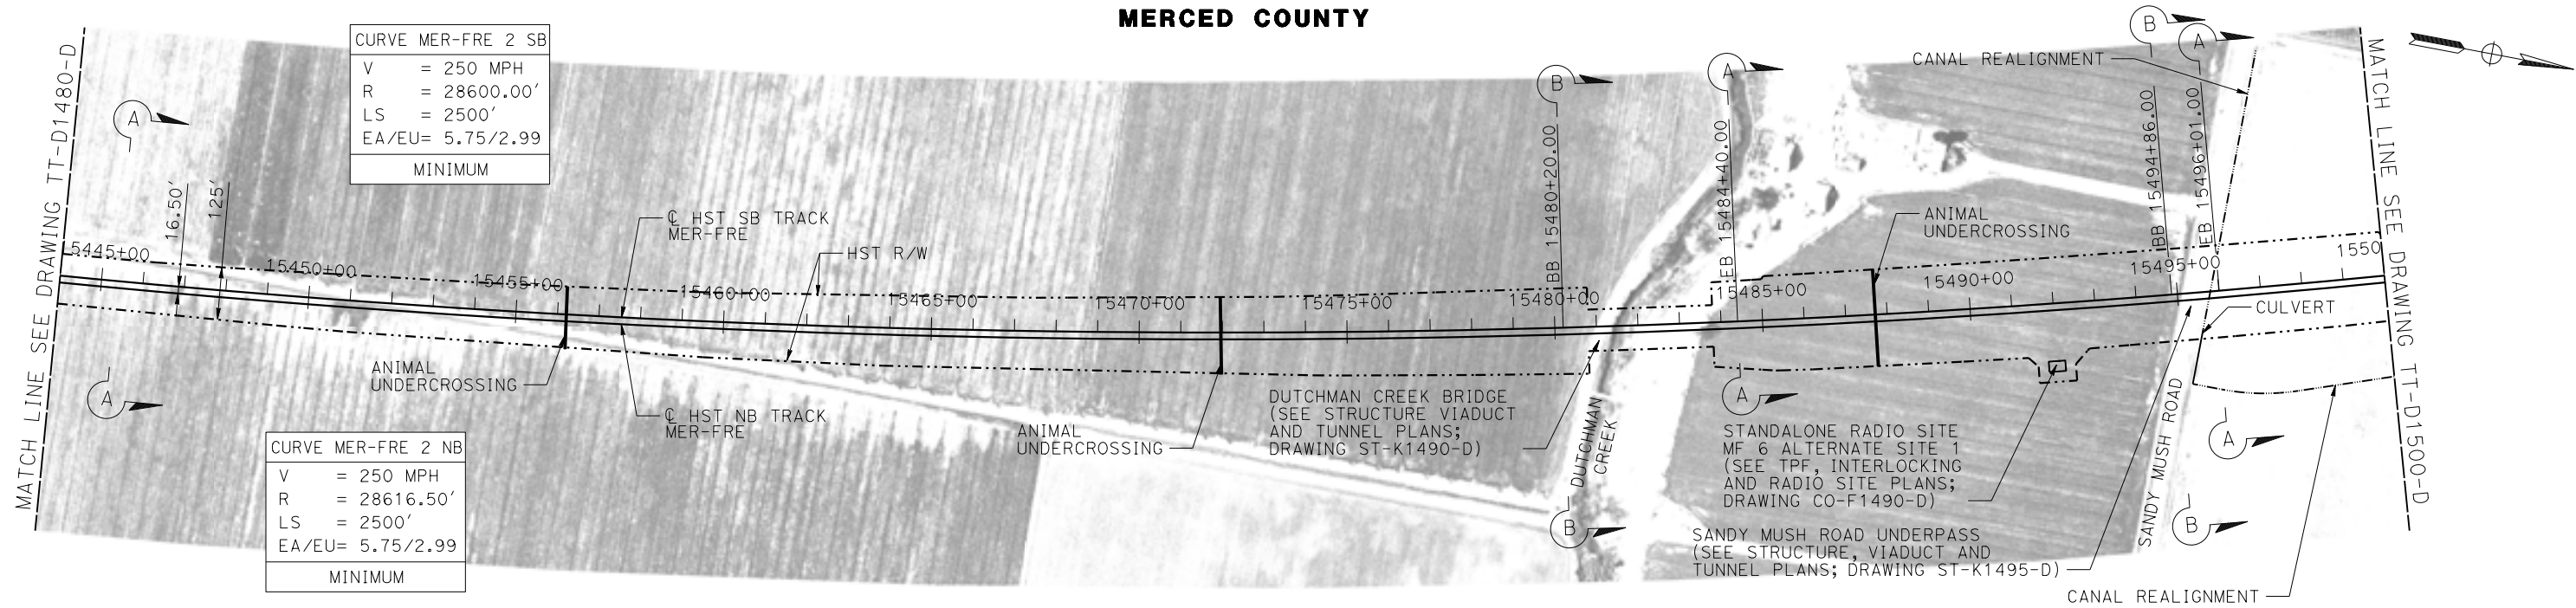 MERCED COUNTY
MATCH LINE SEE DRAWING TT-D1480-D
CURVE MER-FRE 2 SB
V = 250 MPH
R = 28600.00'
LS = 2500'
EA/EU= 5.75/2.99
MINIMUM
A
16.50'
125'
5445+00
15450+00
15455+00
15460+00
15465+00
15470+00
15475+00
15480+00
15485+00
15490+00
15495+00
1550
℄ HST SB TRACK
MER-FRE
HST R/W
B
BB 15480+20.00
A
EB 15484+40.00
CANAL REALIGNMENT
B
A
BB 15494+86.00
EB 15496+01.00
ANIMAL
UNDERCROSSING
MATCH LINE SEE DRAWING TT-D1500-D
CULVERT
A
ANIMAL
UNDERCROSSING
℄ HST NB TRACK
MER-FRE
CURVE MER-FRE 2 NB
V = 250 MPH
R = 28616.50'
LS = 2500'
EA/EU= 5.75/2.99
MINIMUM
ANIMAL
UNDERCROSSING
DUTCHMAN CREEK BRIDGE
(SEE STRUCTURE VIADUCT
AND TUNNEL PLANS;
DRAWING ST-K1490-D)
DUTCHMAN
CREEK
B
A
STANDALONE RADIO SITE
MF 6 ALTERNATE SITE 1
(SEE TPF, INTERLOCKING
AND RADIO SITE PLANS;
DRAWING CO-F1490-D)
SANDY MUSH ROAD UNDERPASS
(SEE STRUCTURE, VIADUCT AND
TUNNEL PLANS; DRAWING ST-K1495-D)
SANDY MUSH ROAD
A
B
CANAL REALIGNMENT